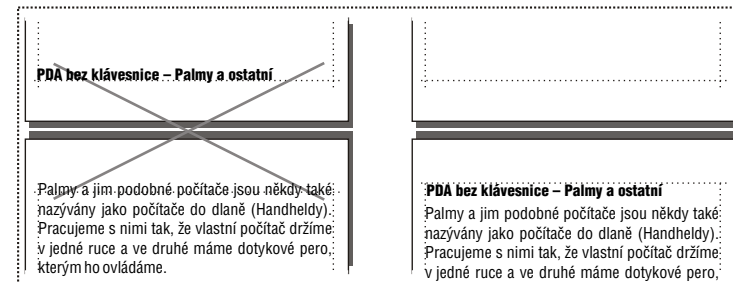 PDA bez klávesnice – Palmy a ostatní
Palmy a jim podobné počítače jsou někdy také
nazývány jako počítače do dlaně (Handheldy).
Pracujeme s nimi tak, že vlastní počítač držíme
v jedné ruce a ve druhé máme dotykové pero,
kterým ho ovládáme.
PDA bez klávesnice – Palmy a ostatní
Palmy a jim podobné počítače jsou někdy také
nazývány jako počítače do dlaně (Handheldy).
Pracujeme s nimi tak, že vlastní počítač držíme
v jedné ruce a ve druhé máme dotykové pero,